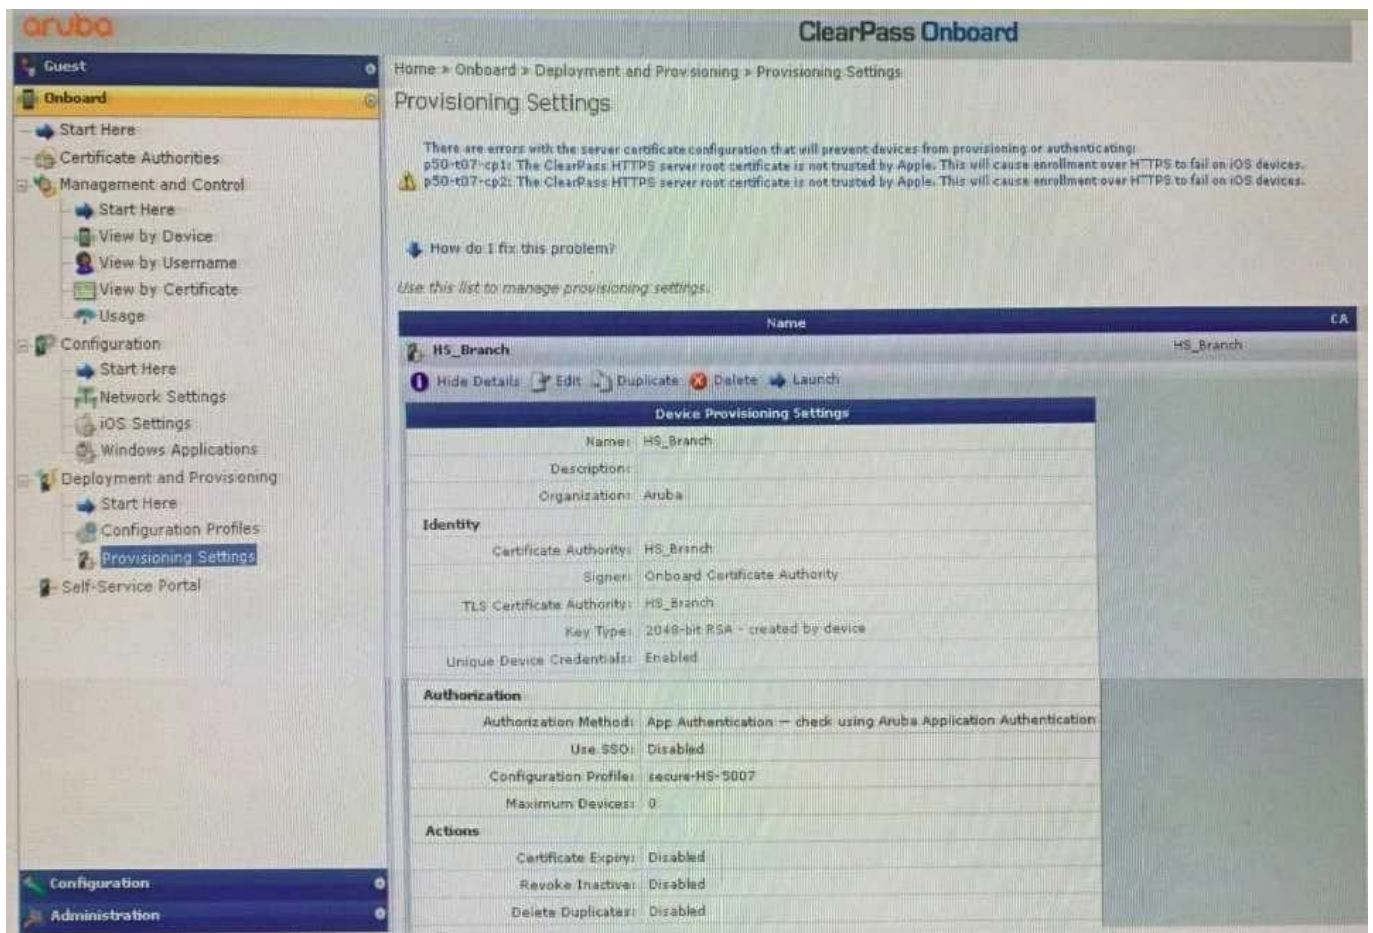 aruba
ClearPass Onboard
Guest
Onboard
Start Here
Certificate Authorities
Management and Control
Start Here
View by Device
View by Username
View by Certificate
Usage
Configuration
Start Here
Network Settings
iOS Settings
Windows Applications
Deployment and Provisioning
Start Here
Configuration Profiles
Provisioning Settings
Self-Service Portal
Configuration
Administration
Home » Onboard » Deployment and Provisioning » Provisioning Settings
Provisioning Settings
There are errors with the server certificate configuration that will prevent devices from provisioning or authenticating:
p50-t07-cp1: The ClearPass HTTPS server root certificate is not trusted by Apple. This will cause enrollment over HTTPS to fail on iOS devices.
p50-t07-cp2: The ClearPass HTTPS server root certificate is not trusted by Apple. This will cause enrollment over HTTPS to fail on iOS devices.
How do I fix this problem?
Use this list to manage provisioning settings.
Name CA
HS_Branch HS_Branch
Hide Details Edit Duplicate Delete Launch
Device Provisioning Settings
Name: HS_Branch
Description:
Organization: Aruba
Identity
Certificate Authority: HS_Branch
Signer: Onboard Certificate Authority
TLS Certificate Authority: HS_Branch
Key Type: 2048-bit RSA - created by device
Unique Device Credentials: Enabled
Authorization
Authorization Method: App Authentication — check using Aruba Application Authentication
Use SSO: Disabled
Configuration Profile: secure-HS-5007
Maximum Devices: 0
Actions
Certificate Expiry: Disabled
Revoke Inactive: Disabled
Delete Duplicates: Disabled